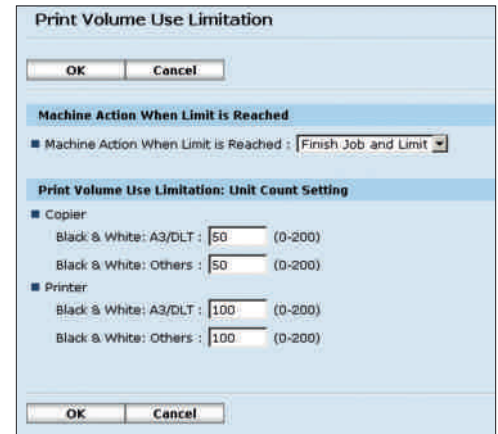 Print Volume Use Limitation
OK Cancel
Machine Action When Limit is Reached
Machine Action When Limit is Reached : Finish Job and Limit
Print Volume Use Limitation: Unit Count Setting
Copier
Black & White: A3/DLT : 50 (0-200)
Black & White: Others : 50 (0-200)
Printer
Black & White: A3/DLT : 100 (0-200)
Black & White: Others : 100 (0-200)
OK Cancel